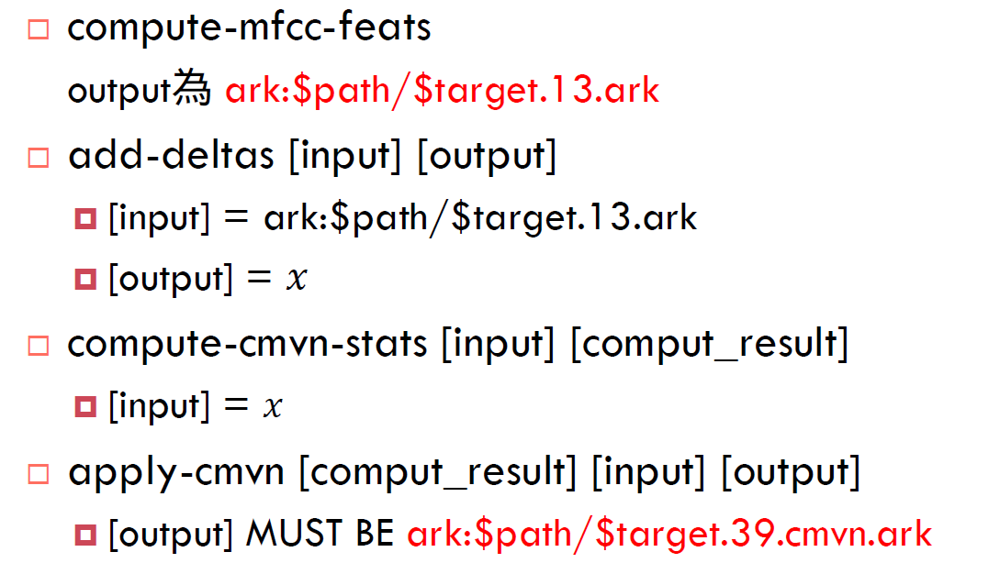 compute-mfcc-feats
output為 ark:$path/$target.13.ark
add-deltas [input] [output]
[input] = ark:$path/$target.13.ark
[output] = x
compute-cmvn-stats [input] [comput_result]
[input] = x
apply-cmvn [comput_result] [input] [output]
[output] MUST BE ark:$path/$target.39.cmvn.ark